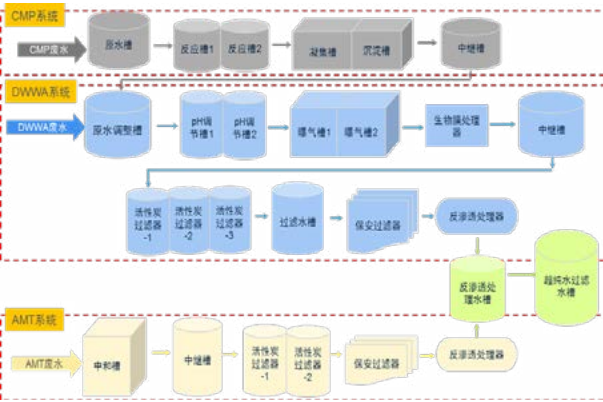 CMP系统
CMP废水
原水槽
反应槽1
反应槽2
凝集槽
沉淀槽
中继槽
DWWA系统
DWWA废水
原水调整槽
pH调
节槽1
pH调
节槽2
曝气槽1
曝气槽2
生物膜处理
器
中继槽
活性炭
过滤器
-1
活性炭
过滤器
-2
活性炭
过滤器
-3
过滤水槽
保安过滤器
反渗透处理器
反渗透处
理水槽
超纯水过滤
水槽
AMT系统
AMT废水
中和槽
中继槽
活性炭
过滤器
-1
活性炭
过滤器
-2
保安过滤器
反渗透处理器